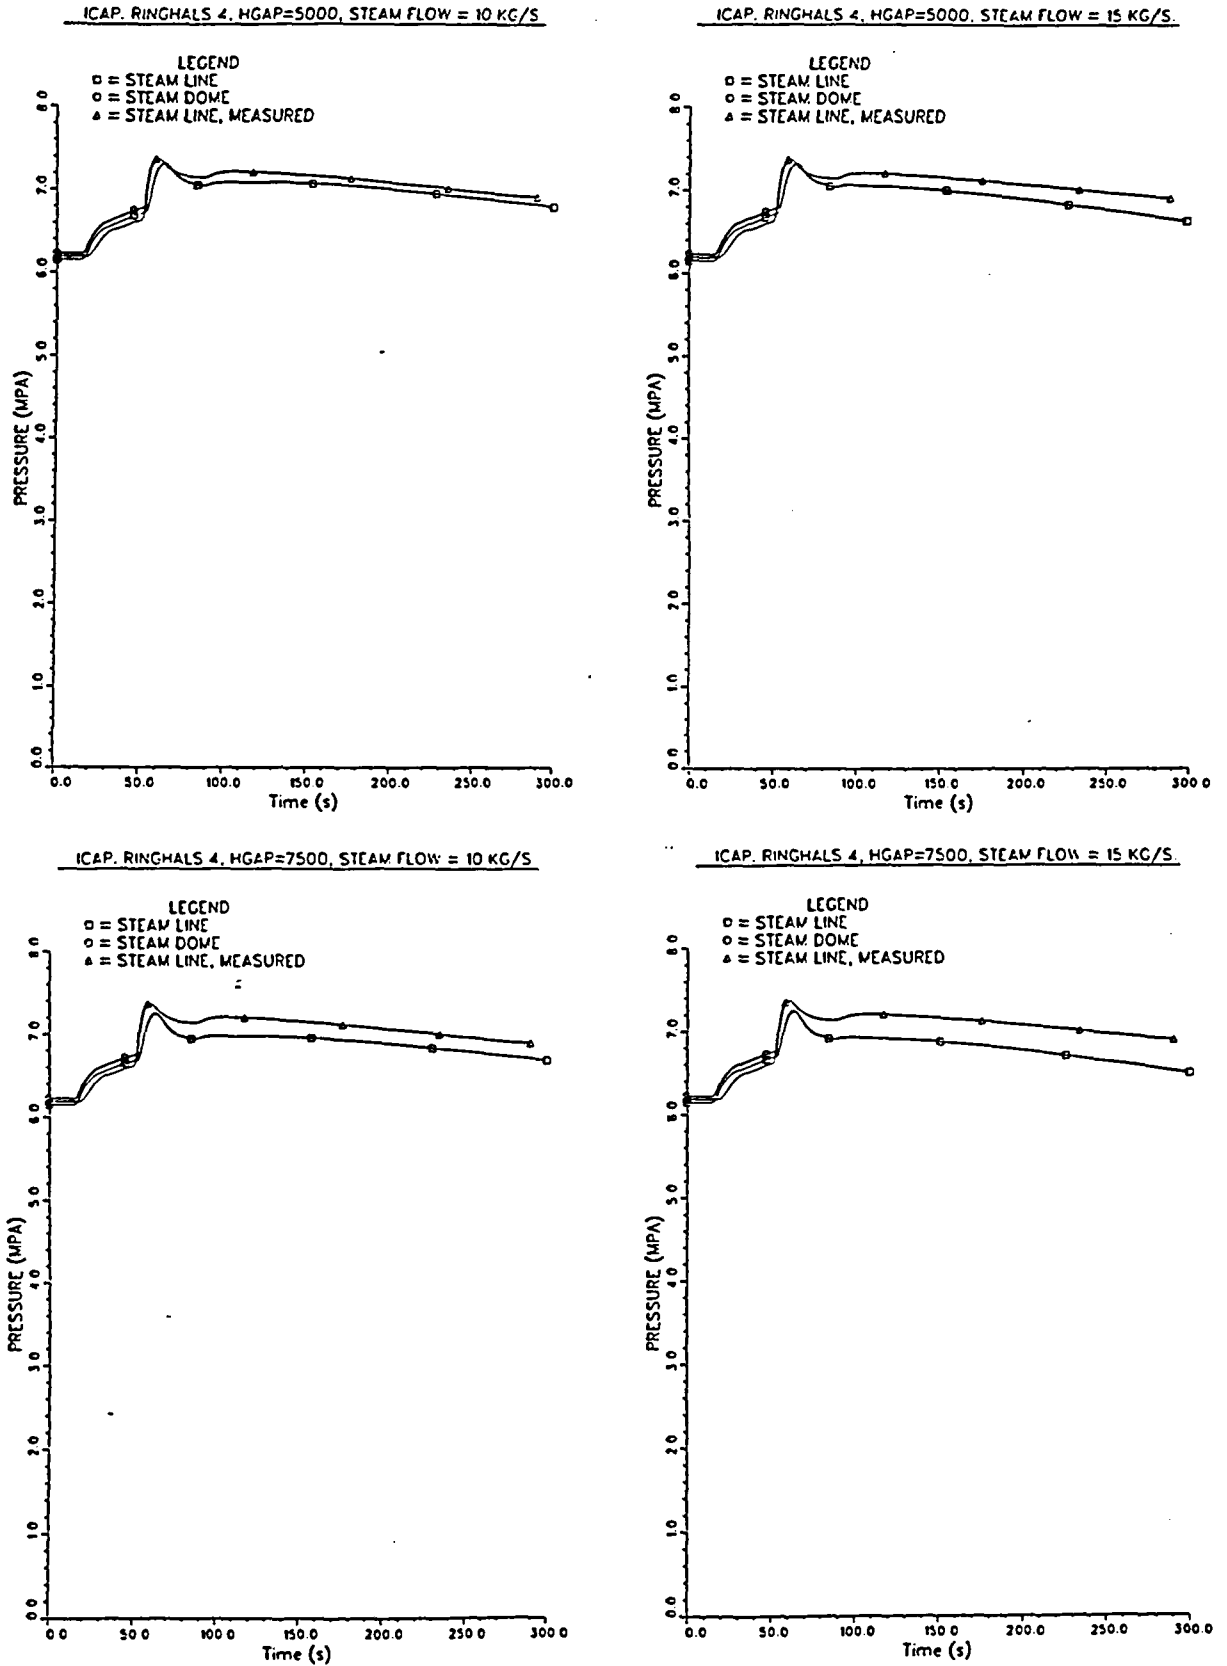 ICAP. RINGHALS 4, HGAP=5000, STEAM FLOW = 10 KG/S
LEGEND
□ = STEAM LINE
○ = STEAM DOME
▵ = STEAM LINE, MEASURED
PRESSURE (MPA)
8.0
7.0
6.0
5.0
4.0
3.0
2.0
1.0
0.0
0.0 50.0 100.0 150.0 200.0 250.0 300.0
Time (s)
ICAP. RINGHALS 4, HGAP=5000, STEAM FLOW = 15 KG/S.
LEGEND
□ = STEAM LINE
○ = STEAM DOME
▵ = STEAM LINE, MEASURED
PRESSURE (MPA)
8.0
7.0
6.0
5.0
4.0
3.0
2.0
1.0
0.0
0.0 50.0 100.0 150.0 200.0 250.0 300.0
Time (s)
ICAP. RINGHALS 4, HGAP=7500, STEAM FLOW = 10 KG/S
LEGEND
□ = STEAM LINE
○ = STEAM DOME
▵ = STEAM LINE, MEASURED
PRESSURE (MPA)
8.0
7.0
6.0
5.0
4.0
3.0
2.0
1.0
0.0
0.0 50.0 100.0 150.0 200.0 250.0 300.0
Time (s)
ICAP. RINGHALS 4, HGAP=7500, STEAM FLOW = 15 KG/S.
LEGEND
□ = STEAM LINE
○ = STEAM DOME
▵ = STEAM LINE, MEASURED
PRESSURE (MPA)
8.0
7.0
6.0
5.0
4.0
3.0
2.0
1.0
0.0
0.0 50.0 100.0 150.0 200.0 250.0 300.0
Time (s)